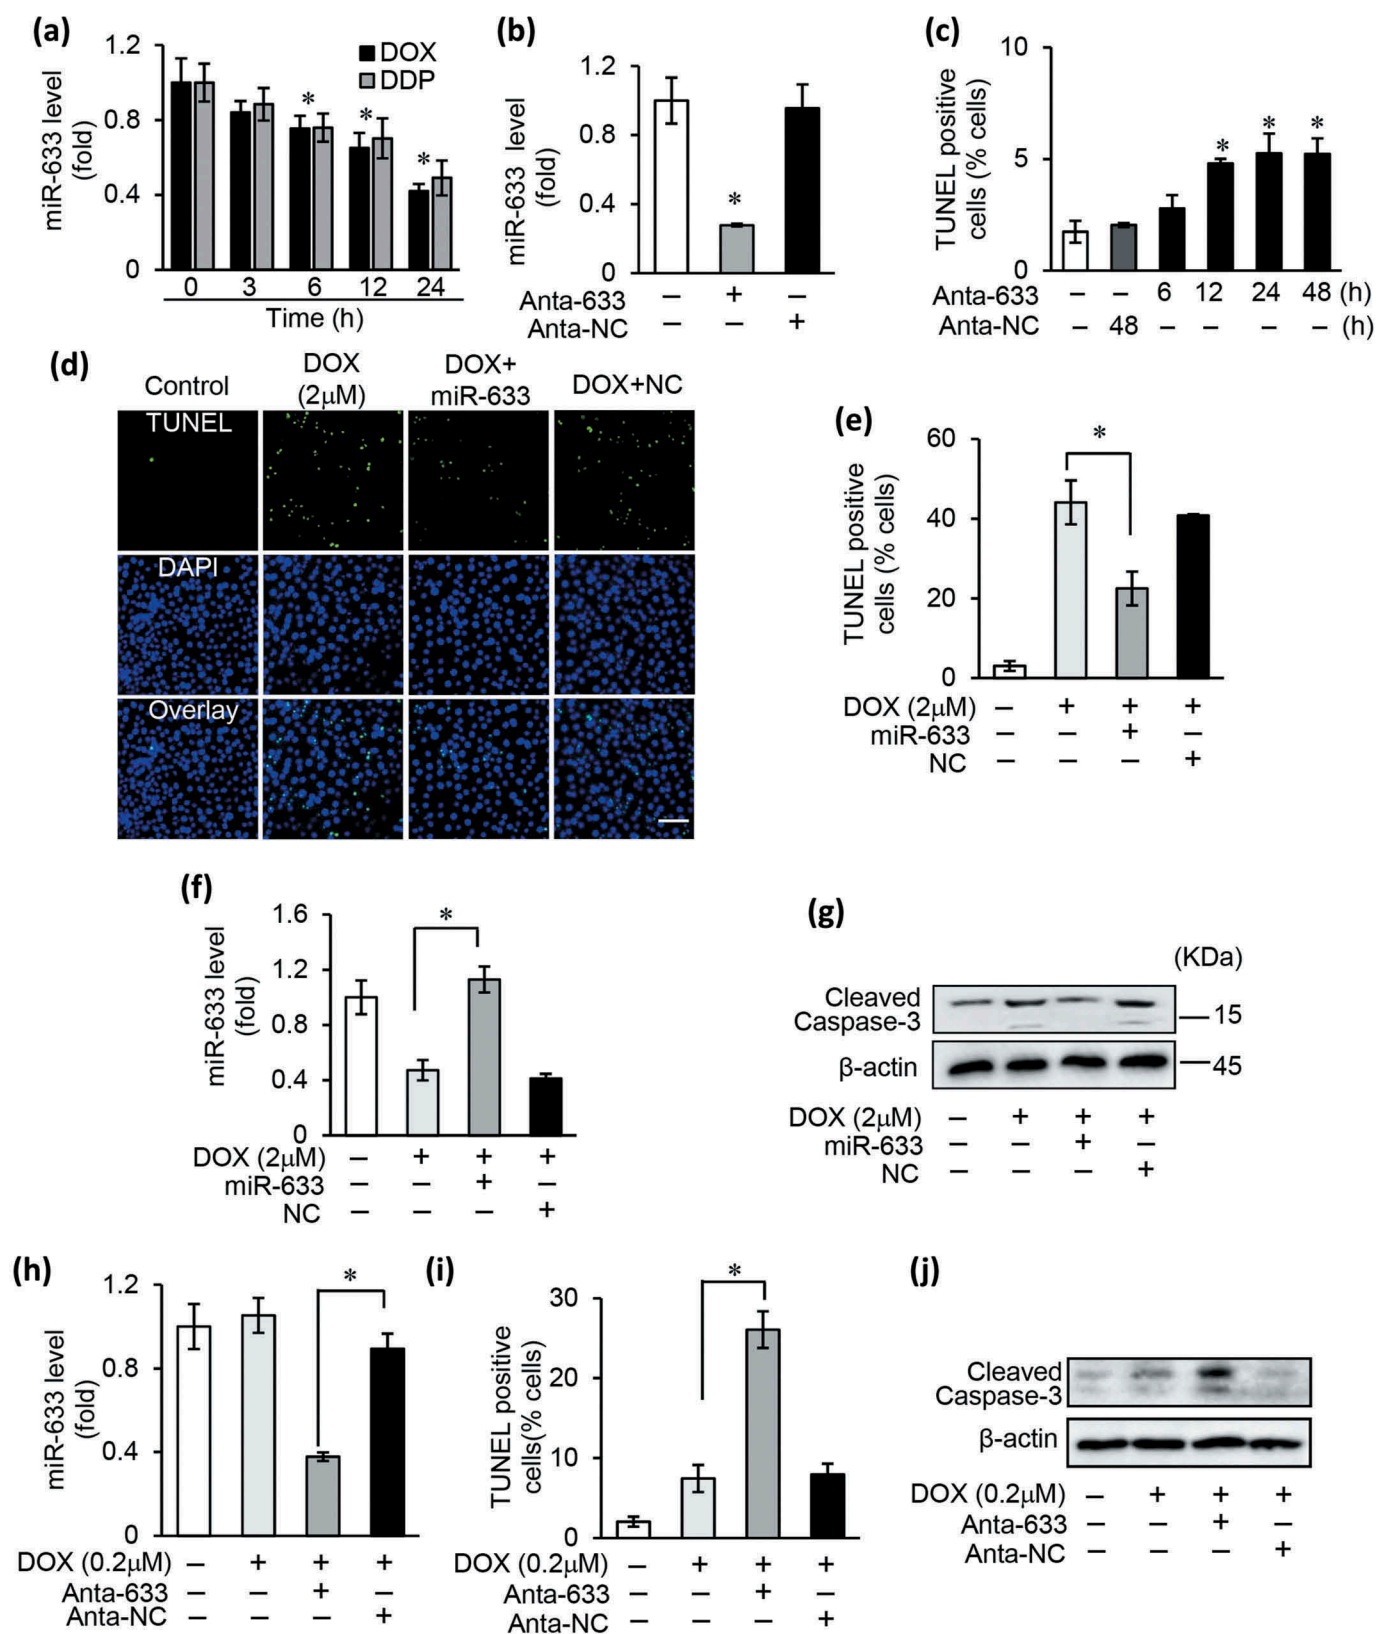 (a)
miR-633 level
(fold)
1.2
0.8
0.4
0
DOX
DDP
*
*
*
0 3 6 12 24
Time (h)
(b)
miR-633 level
(fold)
1.2
0.8
0.4
0
*
Anta-633 – + –
Anta-NC – – +
(c)
TUNEL positive
cells (% cells)
10
5
0
* * *
Anta-633 – – 6 12 24 48 (h)
Anta-NC – 48 – – – – (h)
(d)
Control
DOX
(2μM)
DOX+
miR-633
DOX+NC
TUNEL
DAPI
Overlay
(e)
TUNEL positive
cells (% cells)
60
40
20
0
*
DOX (2μM) – + + +
miR-633 – – + –
NC – – – +
(f)
miR-633 level
(fold)
1.6
1.2
0.8
0.4
0
*
DOX (2μM) – + + +
miR-633 – – + –
NC – – – +
(g)
(KDa)
Cleaved
Caspase-3
15
β-actin
45
DOX (2μM) – + + +
miR-633 – – + –
NC – – – +
(h)
miR-633 level
(fold)
1.2
0.8
0.4
0
*
DOX (0.2μM) – + + +
Anta-633 – – + –
Anta-NC – – – +
(i)
TUNEL positive
cells(% cells)
30
20
10
0
*
DOX (0.2μM) – + + +
Anta-633 – – + –
Anta-NC – – – +
(j)
Cleaved
Caspase-3
β-actin
DOX (0.2μM) – + + +
Anta-633 – – + –
Anta-NC – – – +